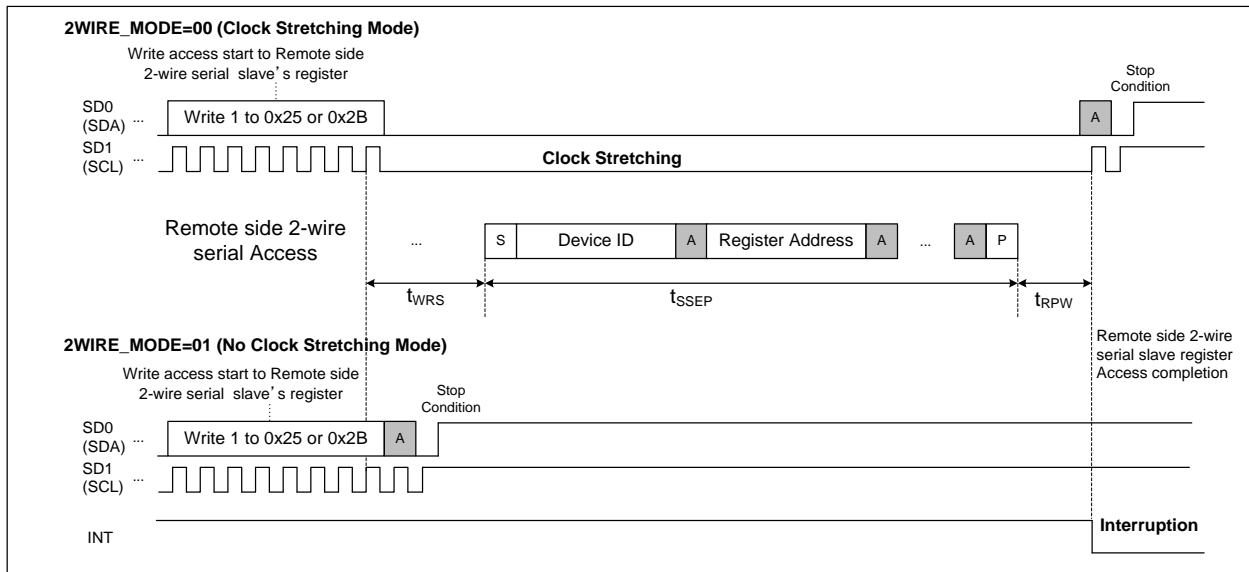 2WIRE_MODE=00 (Clock Stretching Mode)
Write access start to Remote side
2-wire serial slave's register
Stop
Condition
SD0
(SDA)
...
Write 1 to 0x25 or 0x2B
A
SD1
(SCL)
...
Clock Stretching
Remote side 2-wire
serial Access
...
S
Device ID
A
Register Address
A
...
A
P
tWRS
tSSEP
tRPW
2WIRE_MODE=01 (No Clock Stretching Mode)
Remote side 2-wire
serial slave register
Access completion
Write access start to Remote side
2-wire serial slave's register
Stop
Condition
SD0
(SDA)
...
Write 1 to 0x25 or 0x2B
A
SD1
(SCL)
...
INT
Interruption